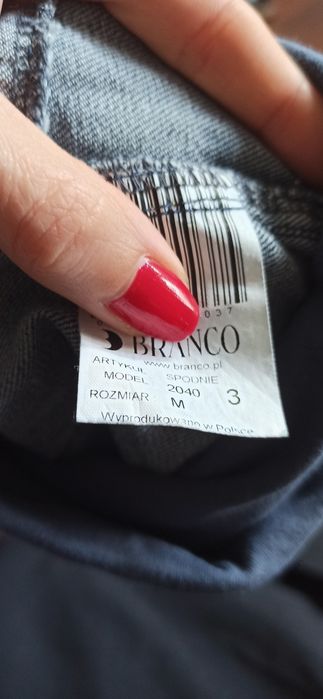 037
BRANCO
www.branco.pl
ARTYKUŁ SPODNIE
MODEL 2040
ROZMIAR M 3
Wyprodukowano w Polsce